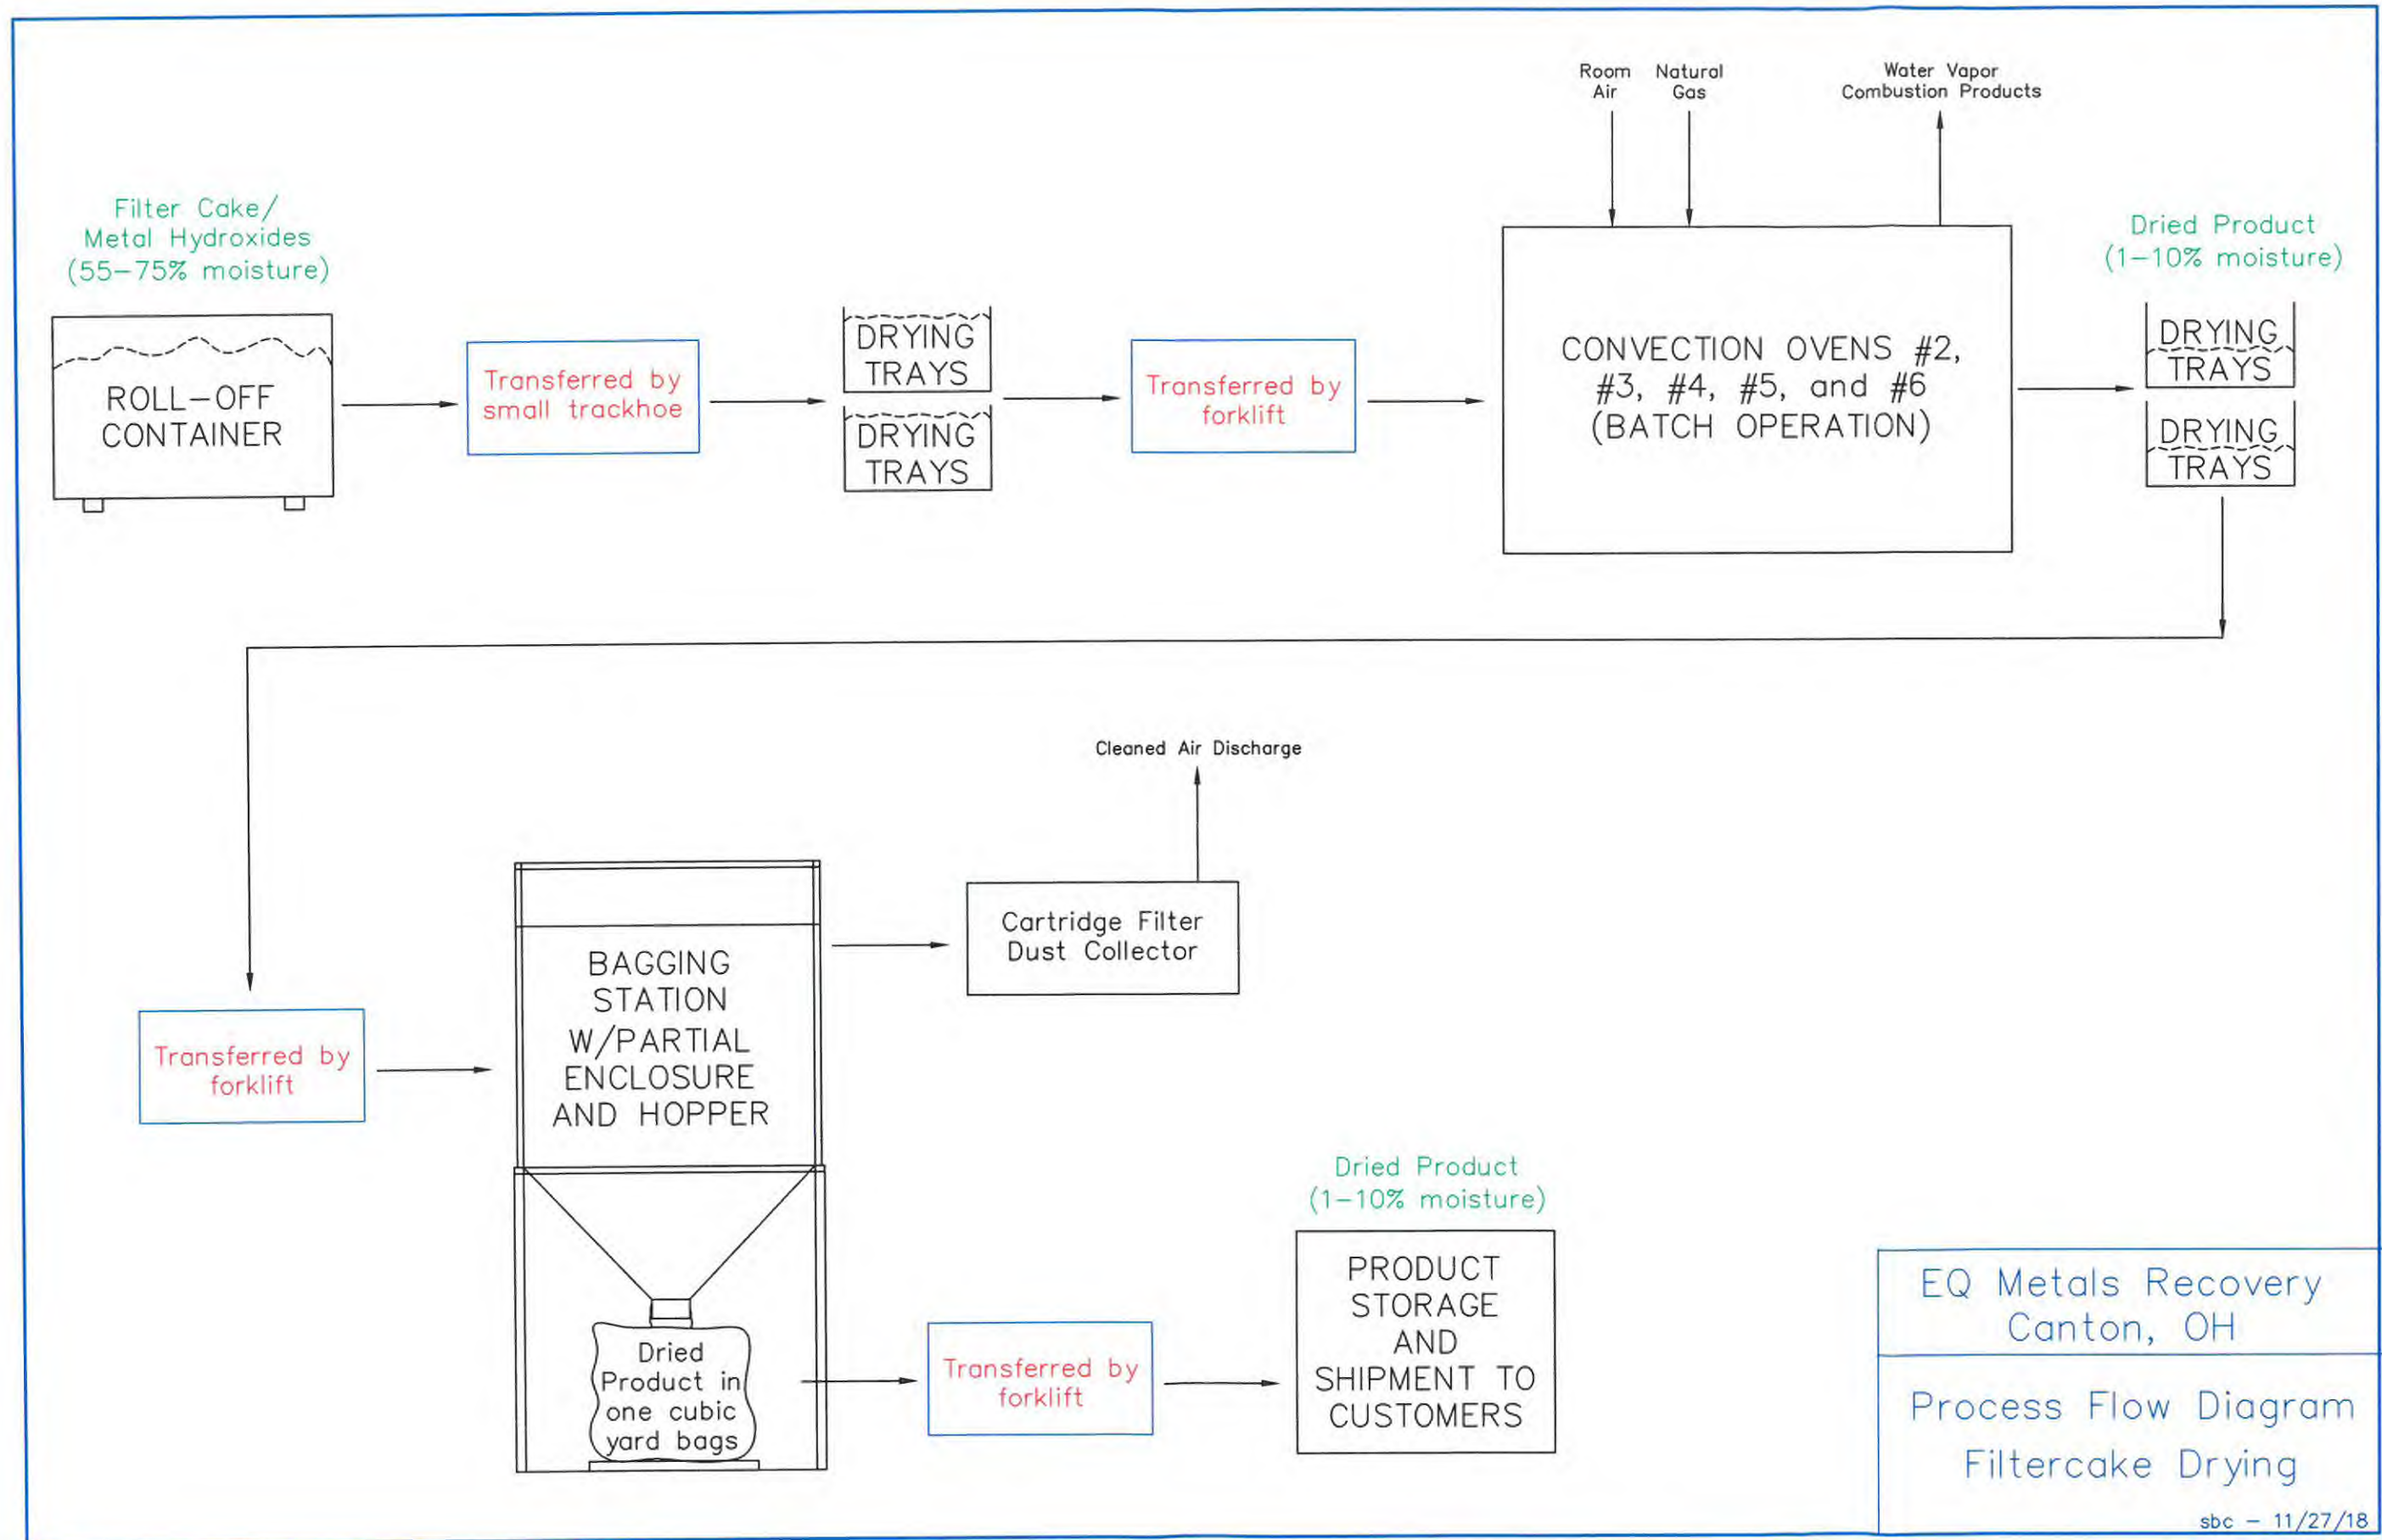 Room Natural
Air Gas
Water Vapor
Combustion Products
Filter Cake/
Metal Hydroxides
(55-75% moisture)
ROLL-OFF
CONTAINER
Transferred by
small trackhoe
DRYING
TRAYS
DRYING
TRAYS
Transferred by
forklift
CONVECTION OVENS #2,
#3, #4, #5, and #6
(BATCH OPERATION)
Dried Product
(1-10% moisture)
DRYING
TRAYS
DRYING
TRAYS
Cleaned Air Discharge
Cartridge Filter
Dust Collector
Transferred by
forklift
BAGGING
STATION
W/PARTIAL
ENCLOSURE
AND HOPPER
Dried
Product in
one cubic
yard bags
Transferred by
forklift
Dried Product
(1-10% moisture)
PRODUCT
STORAGE
AND
SHIPMENT TO
CUSTOMERS
EQ Metals Recovery
Canton, OH
Process Flow Diagram
Filtercake Drying
sbc - 11/27/18